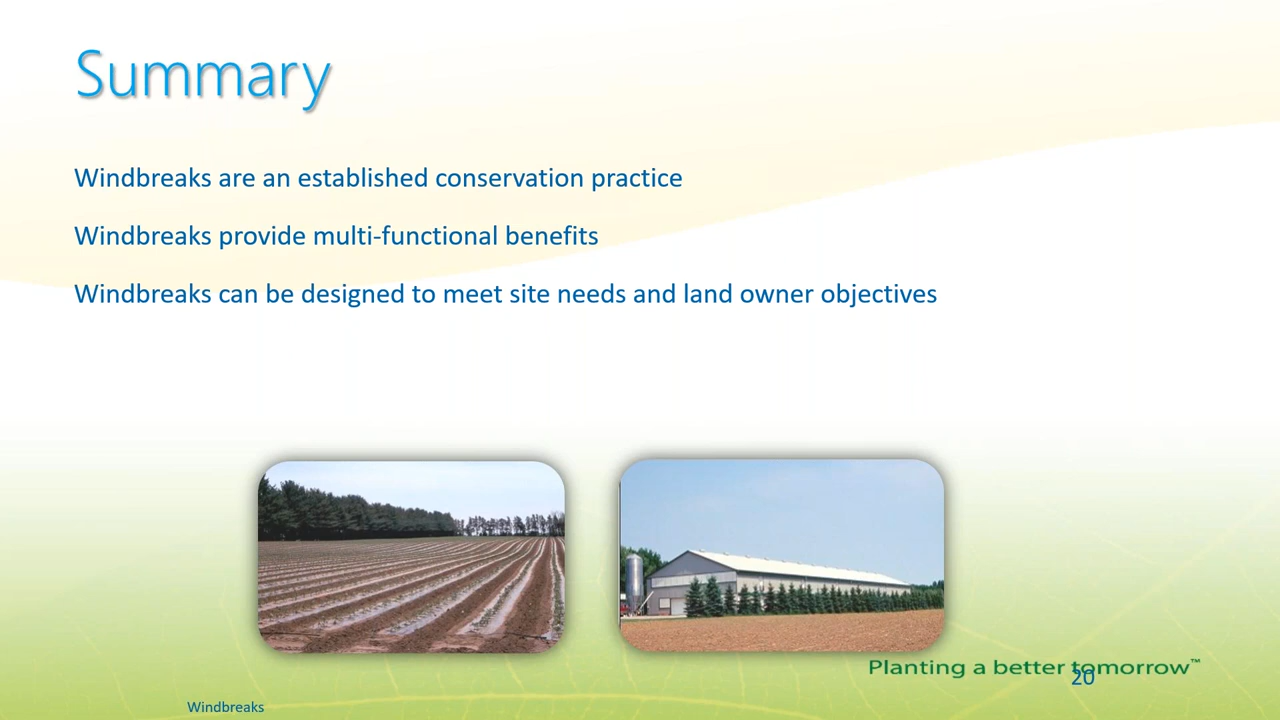 Summary
Windbreaks are an established conservation practice
Windbreaks provide multi-functional benefits
Windbreaks can be designed to meet site needs and land owner objectives
Planting a better tomorrow™
20
Windbreaks